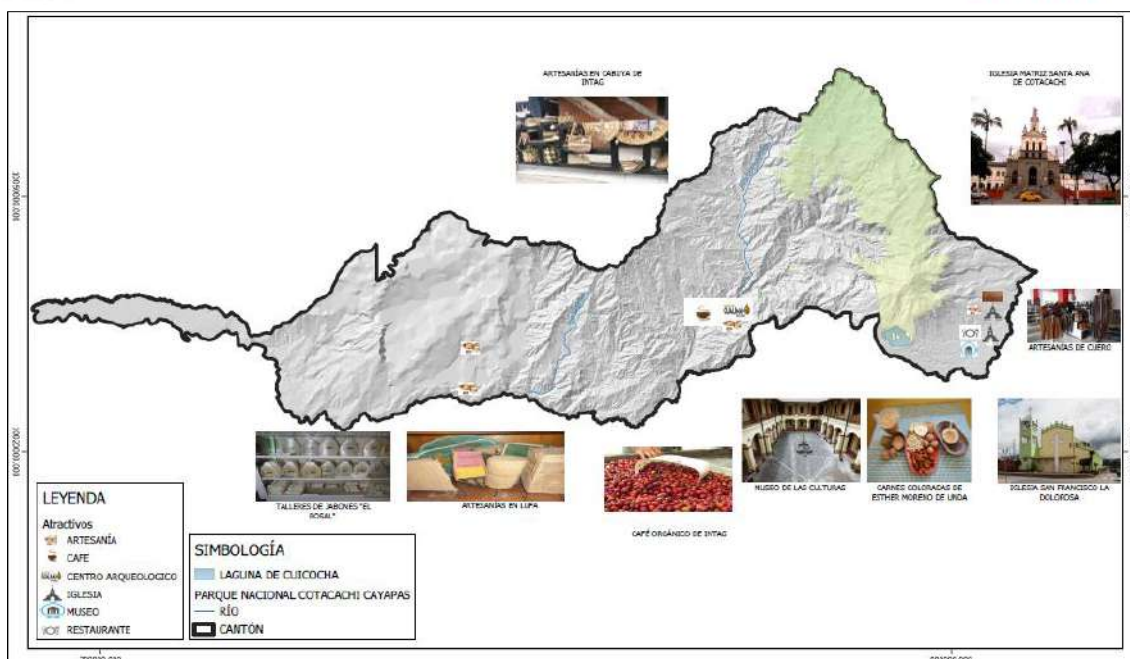 ARTESANÍAS EN CABUYA DE
INTAG
IGLESIA MATRIZ SANTA ANA
DE COTACACHI
ARTESANÍAS DE CUERO
TALLERES DE JABONES "EL
ROSAL"
ARTESANÍAS EN LUFA
CAFÉ ORGÁNICO DE INTAG
MUSEO DE LAS CULTURAS
CARNES COLORADAS DE
ESTHER MORENO DE UNDA
IGLESIA SAN FRANCISCO LA
DOLOROSA
LEYENDA
Atractivos
ARTESANÍA
CAFE
CENTRO ARQUEOLOGICO
IGLESIA
MUSEO
RESTAURANTE
SIMBOLOGÍA
LAGUNA DE CUICOCHA
PARQUE NACIONAL COTACACHI CAYAPAS
RÍO
CANTÓN